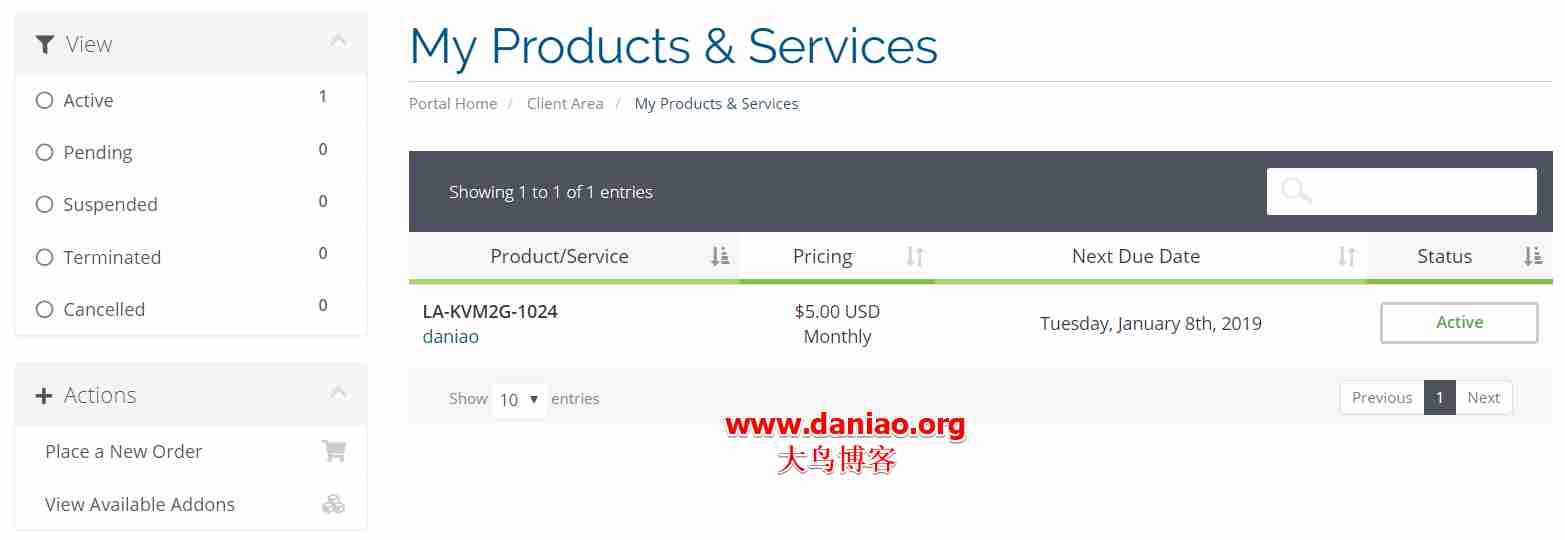 View
Active 1
Pending 0
Suspended 0
Terminated 0
Cancelled 0
Actions
Place a New Order
View Available Addons
My Products & Services
Portal Home / Client Area / My Products & Services
Showing 1 to 1 of 1 entries
Product/Service Pricing Next Due Date Status
LA-KVM2G-1024 $5.00 USD Tuesday, January 8th, 2019 Active
daniao Monthly
Show 10 entries Previous 1 Next
www.daniao.org
大鸟博客